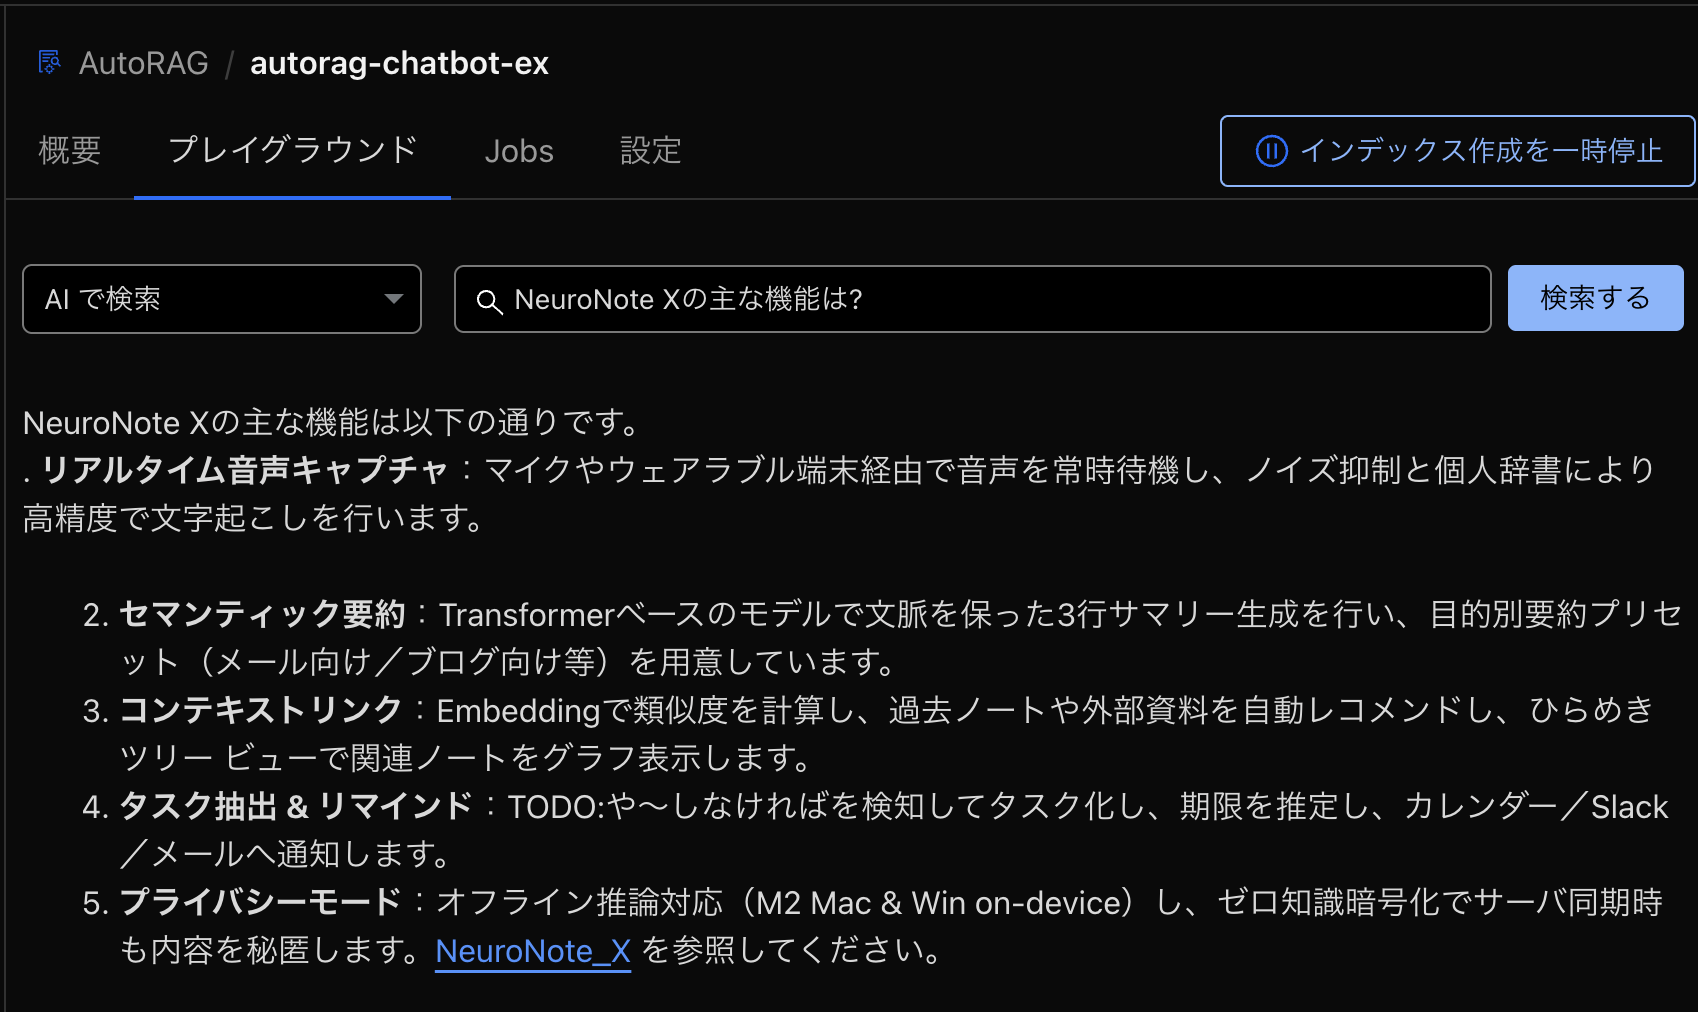 AutoRAG / autorag-chatbot-ex
概要 プレイグラウンド Jobs 設定 インデックス作成を一時停止
AI で検索 NeuroNote Xの主な機能は? 検索する
NeuroNote Xの主な機能は以下の通りです。
. リアルタイム音声キャプチャ：マイクやウェアラブル端末経由で音声を常時待機し、ノイズ抑制と個人辞書により
高精度で文字起こしを行います。
2. セマンティック要約：Transformerベースのモデルで文脈を保った3行サマリー生成を行い、目的別要約プリセ
ット（メール向け／ブログ向け等）を用意しています。
3. コンテキストリンク：Embeddingで類似度を計算し、過去ノートや外部資料を自動レコメンドし、ひらめき
ツリー ビューで関連ノートをグラフ表示します。
4. タスク抽出 & リマインド：TODO:や〜しなければを検知してタスク化し、期限を推定し、カレンダー／Slack
／メールへ通知します。
5. プライバシーモード：オフライン推論対応（M2 Mac & Win on-device）し、ゼロ知識暗号化でサーバ同期時
も内容を秘匿します。NeuroNote_X を参照してください。